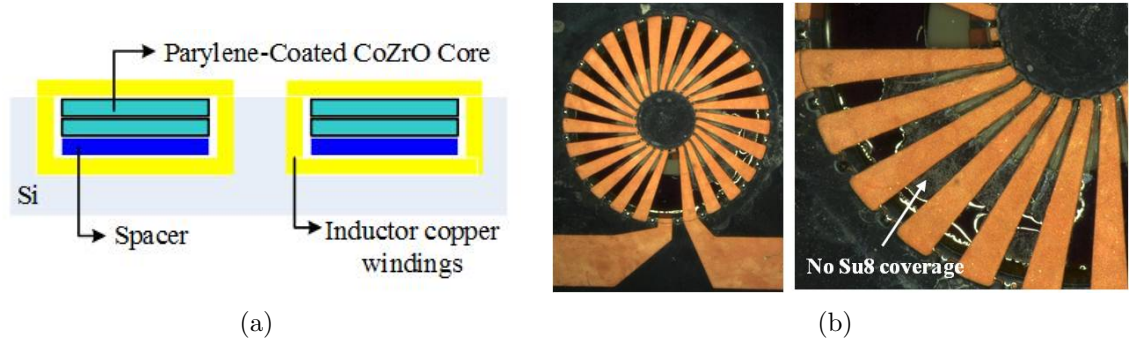 Parylene-Coated CoZrO Core
Si
Spacer
Inductor copper
windings
No Su8 coverage
(a)
(b)